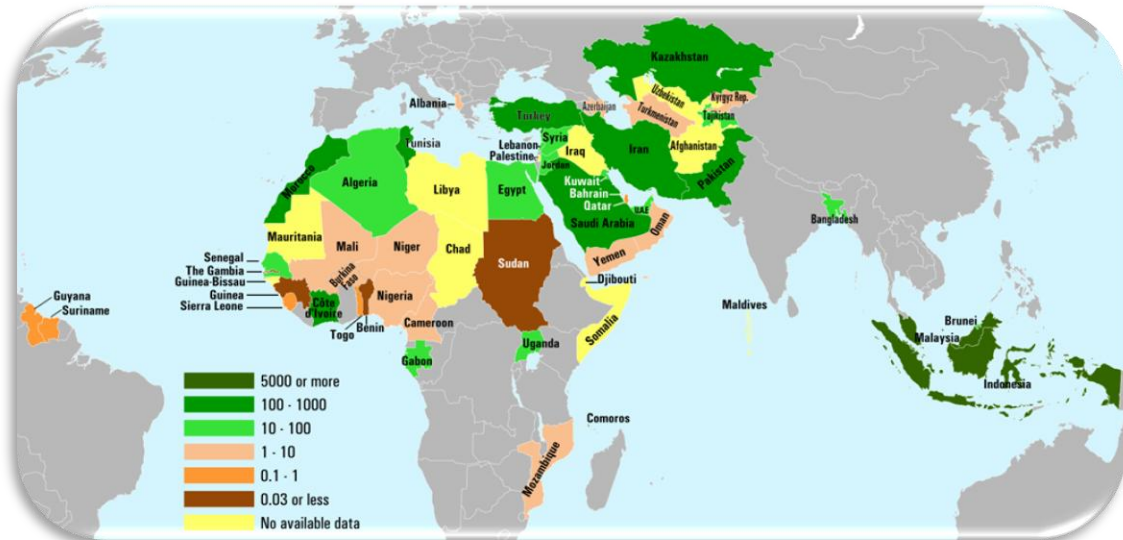 Kazakhstan
Uzbekistan
Kyrgyz Rep.
Albania
Azerbaijan
Turkmenistan
Tajikistan
Turkey
Tunisia
Lebanon
Syria
Palestine
Iraq
Iran
Afghanistan
Morocco
Algeria
Libya
Egypt
Jordan
Pakistan
Kuwait
Bahrain
Qatar
UAE
Saudi Arabia
Oman
Bangladesh
Mauritania
Mali
Niger
Chad
Sudan
Yemen
Senegal
The Gambia
Guinea-Bissau
Guinea
Sierra Leone
Burkina
Faso
Nigeria
Djibouti
Guyana
Suriname
Côte
d'Ivoire
Togo
Benin
Cameroon
Somalia
Maldives
Brunei
Malaysia
Gabon
Uganda
Indonesia
Comoros
Mozambique
5000 or more
100 - 1000
10 - 100
1 - 10
0.1 - 1
0.03 or less
No available data